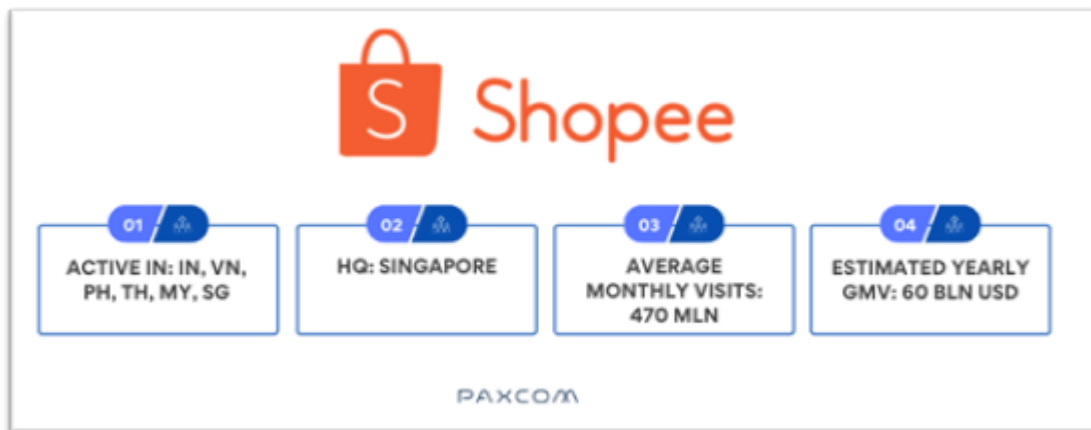 S
Shopee
01
ACTIVE IN: IN, VN,
PH, TH, MY, SG
02
HQ: SINGAPORE
03
AVERAGE
MONTHLY VISITS:
470 MLN
04
ESTIMATED YEARLY
GMV: 60 BLN USD
PAXCOM